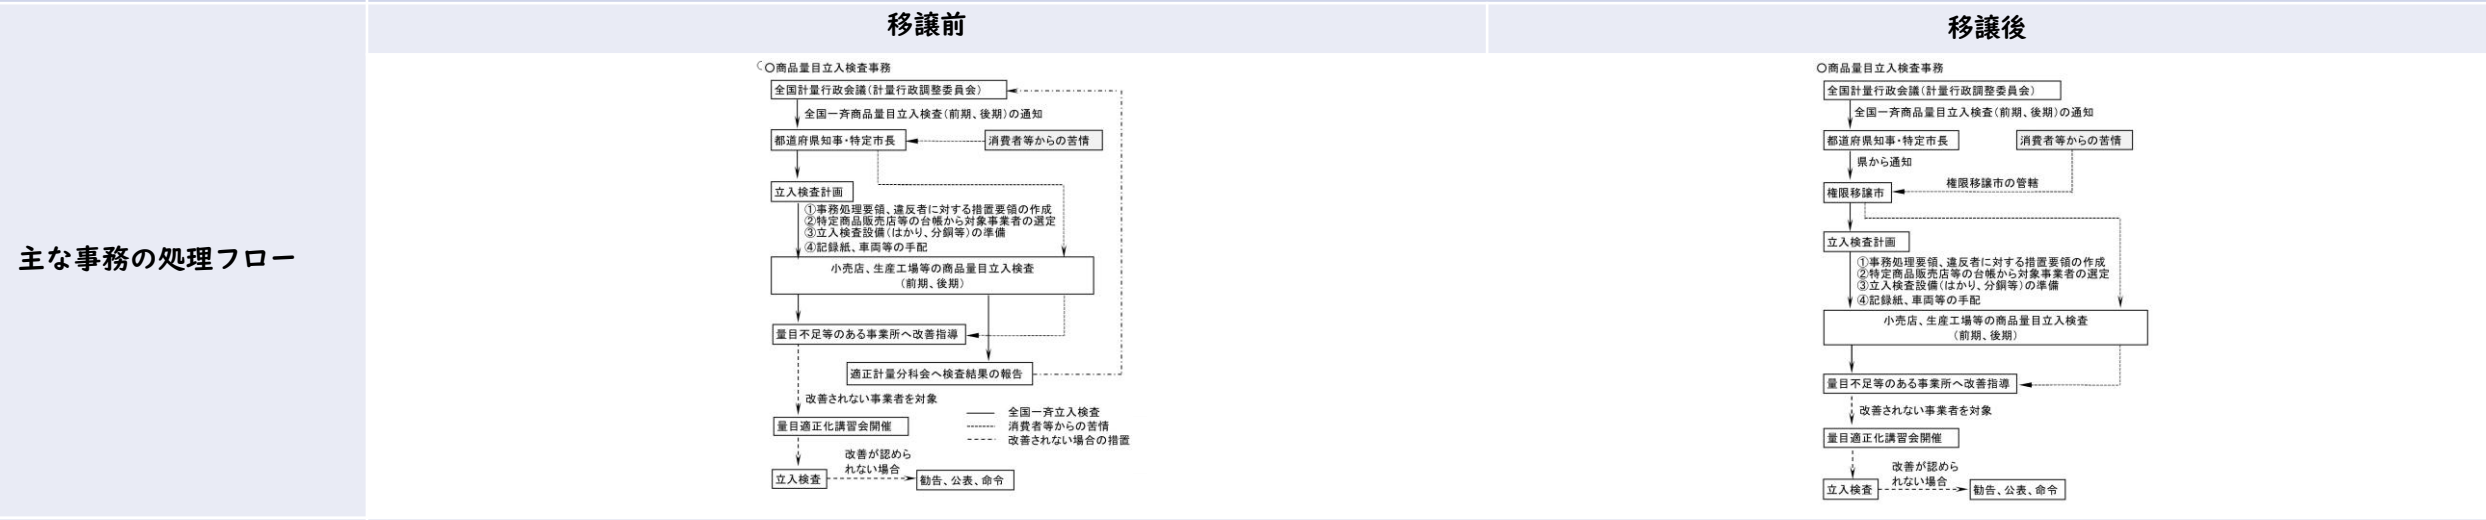 移譲前
移譲後
主な事務の処理フロー
〇商品量目立入検査事務
全国計量行政会議(計量行政調整委員会)
全国一斉商品量目立入検査(前期、後期)の通知
都道府県知事・特定市長
消費者等からの苦情
立入検査計画
①事務処理要領、違反者に対する措置要領の作成
②特定商品販売店等の台帳から対象事業者の選定
③立入検査設備(はかり、分銅等)の準備
④記録紙、車両等の手配
小売店、生産工場等の商品量目立入検査
(前期、後期)
量目不足等のある事業所へ改善指導
適正計量分科会へ検査結果の報告
改善されない事業者を対象
全国一斉立入検査
消費者等からの苦情
改善されない場合の措置
量目適正化講習会開催
改善が認めら
れない場合
立入検査
勧告、公表、命令
〇商品量目立入検査事務
全国計量行政会議(計量行政調整委員会)
全国一斉商品量目立入検査(前期、後期)の通知
都道府県知事・特定市長
消費者等からの苦情
県から通知
権限移譲市の管轄
権限移譲市
立入検査計画
①事務処理要領、違反者に対する措置要領の作成
②特定商品販売店等の台帳から対象事業者の選定
③立入検査設備(はかり、分銅等)の準備
④記録紙、車両等の手配
小売店、生産工場等の商品量目立入検査
(前期、後期)
量目不足等のある事業所へ改善指導
改善されない事業者を対象
量目適正化講習会開催
改善が認めら
れない場合
立入検査
勧告、公表、命令